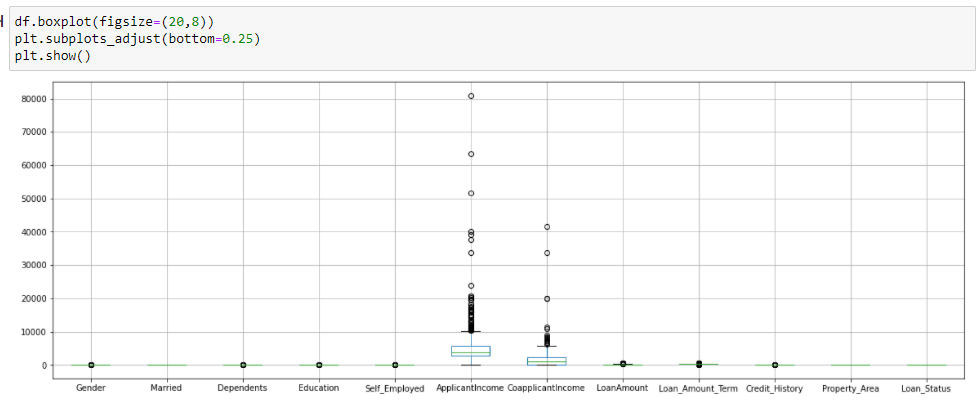 df.boxplot(figsize=(20,8))
plt.subplots_adjust(bottom=0.25)
plt.show()
80000
70000
60000
50000
40000
30000
20000
10000
0
Gender Married Dependents Education Self_Employed ApplicantIncome CoapplicantIncome LoanAmount Loan_Amount_Term Credit_History Property_Area Loan_Status